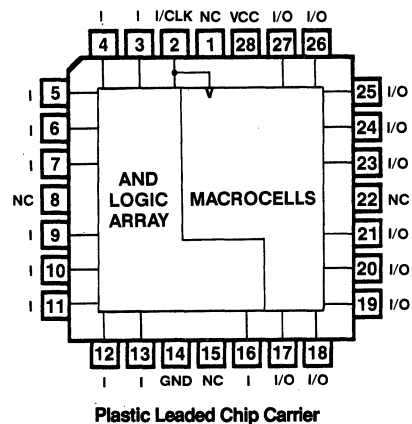 I I I/CLK NC VCC I/O I/O
4 3 2 1 28 27 26
I 5 25 I/O
I 6 24 I/O
I 7 23 I/O
NC 8 AND LOGIC ARRAY MACROCELLS 22 NC
I 9 21 I/O
I 10 20 I/O
I 11 19 I/O
12 13 14 15 16 17 18
I I GND NC I I/O I/O
Plastic Leaded Chip Carrier